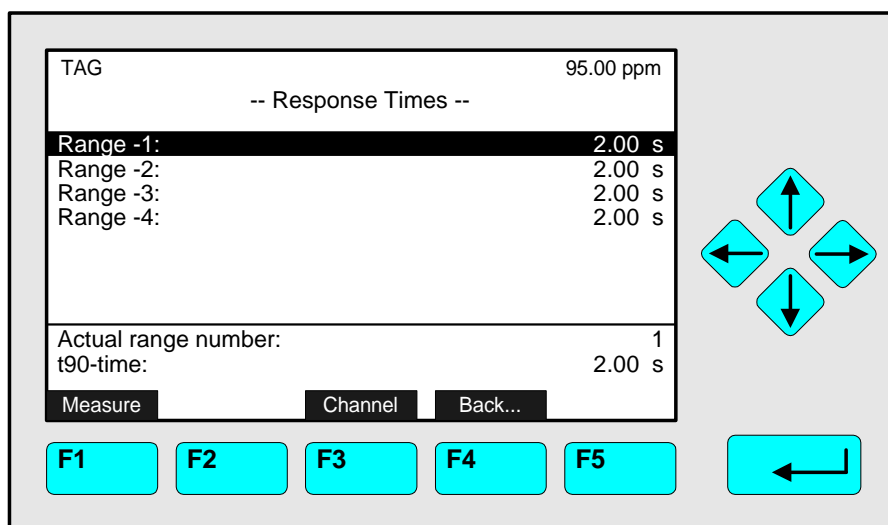 TAG 95.00 ppm
-- Response Times --
Range -1: 2.00 s
Range -2: 2.00 s
Range -3: 2.00 s
Range -4: 2.00 s
Actual range number: 1
t90-time: 2.00 s
Measure Channel Back...
F1 F2 F3 F4 F5